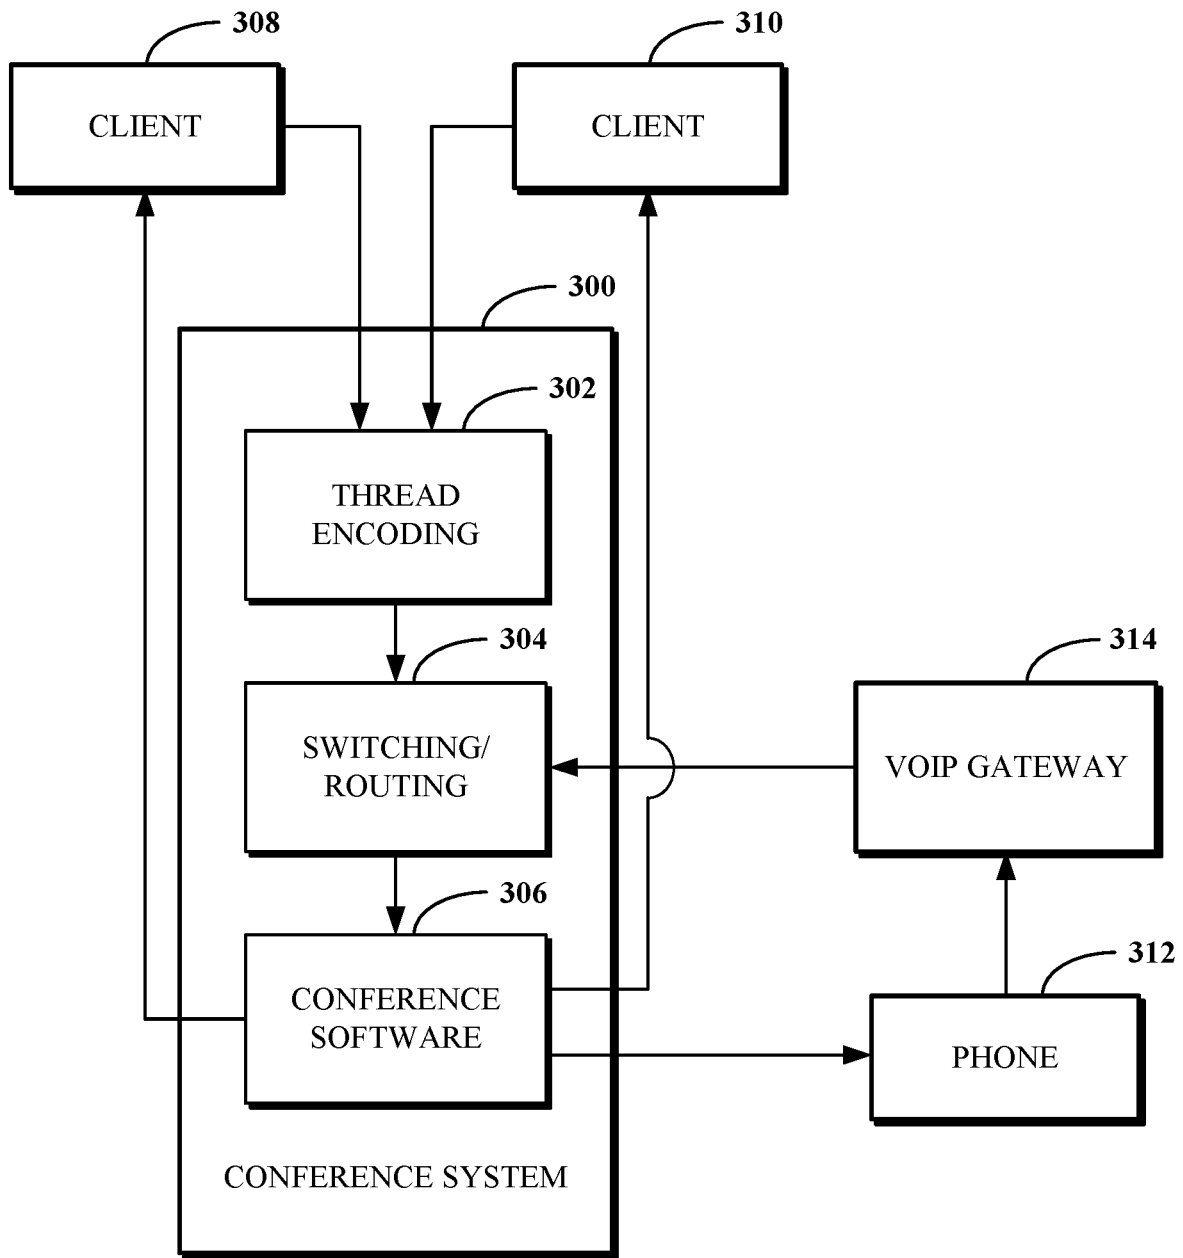 308
310
CLIENT
CLIENT
300
302
THREAD
ENCODING
304
314
SWITCHING/
ROUTING
VOIP GATEWAY
306
312
CONFERENCE
SOFTWARE
PHONE
CONFERENCE SYSTEM